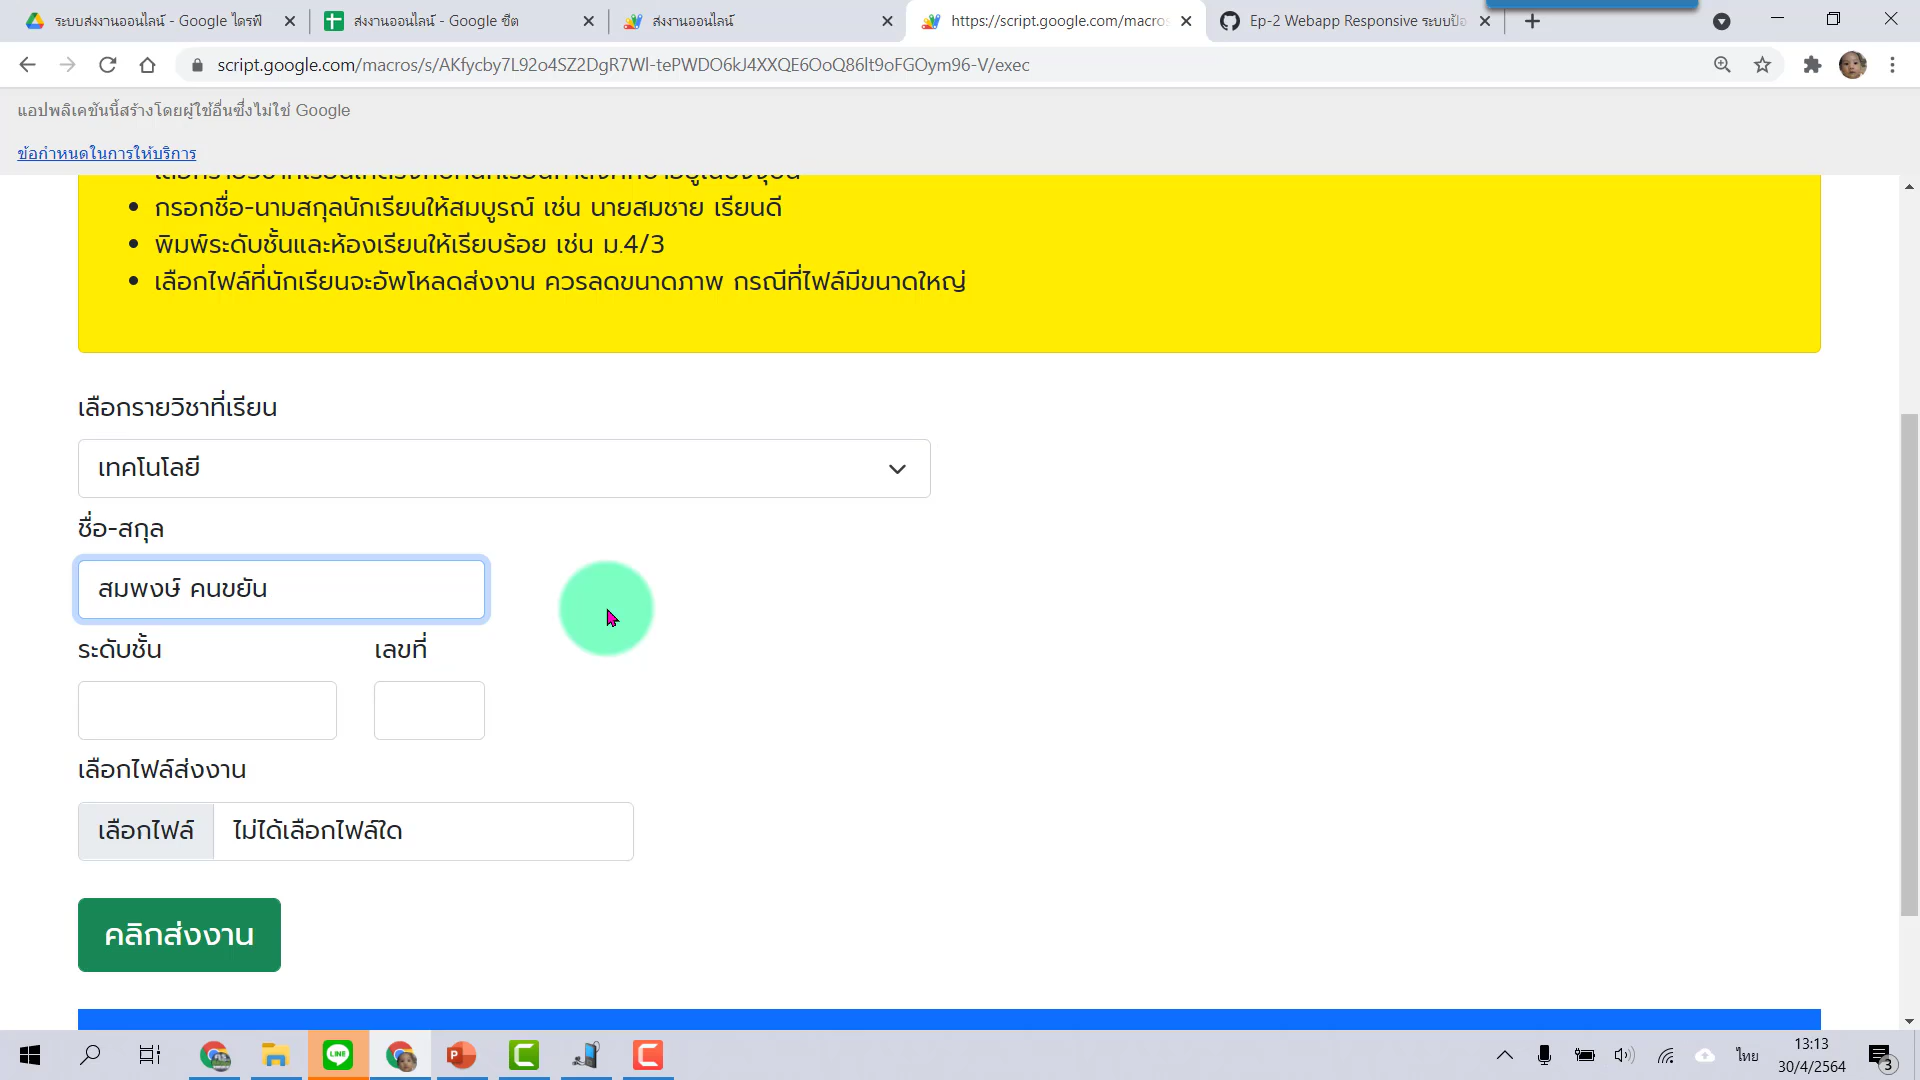 ระบบส่งงานออนไลน์ - Google ไดรฟ์
ส่งงานออนไลน์ - Google ชีต
ส่งงานออนไลน์
https://script.google.com/macros
Ep-2 Webapp Responsive ระบบป้อ
script.google.com/macros/s/AKfycby7L92o4SZ2DgR7Wl-tePWDO6kJ4XXQE6OoQ86lt9oFGOym96-V/exec
แอปพลิเคชันนี้สร้างโดยผู้ใช้อื่นซึ่งไม่ใช่ Google
ข้อกำหนดในการให้บริการ
กรอกชื่อ-นามสกุลนักเรียนให้สมบูรณ์ เช่น นายสมชาย เรียนดี
พิมพ์ระดับชั้นและห้องเรียนให้เรียบร้อย เช่น ม.4/3
เลือกไฟล์ที่นักเรียนจะอัพโหลดส่งงาน ควรลดขนาดภาพ กรณีที่ไฟล์มีขนาดใหญ่
เลือกรายวิชาที่เรียน
เทคโนโลยี
ชื่อ-สกุล
สมพงษ์ คนขยัน
ระดับชั้น เลขที่
เลือกไฟล์ส่งงาน
เลือกไฟล์ ไม่ได้เลือกไฟล์ใด
คลิกส่งงาน
LINE
ไทย
13:13
30/4/2564
3